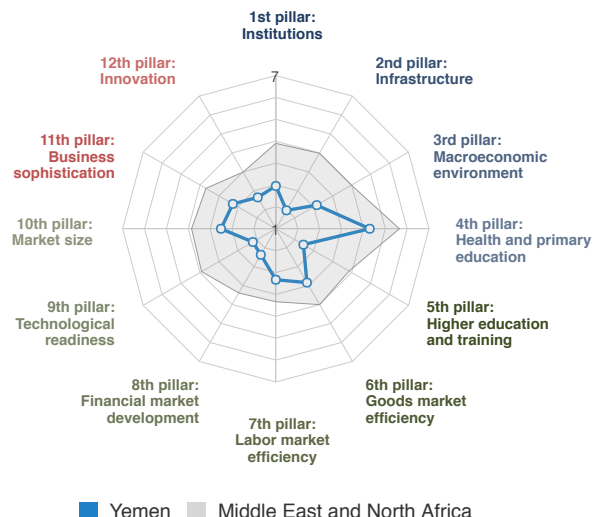 1st pillar:
Institutions
2nd pillar:
Infrastructure
3rd pillar:
Macroeconomic
environment
4th pillar:
Health and primary
education
5th pillar:
Higher education
and training
6th pillar:
Goods market
efficiency
7th pillar:
Labor market
efficiency
8th pillar:
Financial market
development
9th pillar:
Technological
readiness
10th pillar:
Market size
11th pillar:
Business
sophistication
12th pillar:
Innovation
7
1
Yemen
Middle East and North Africa